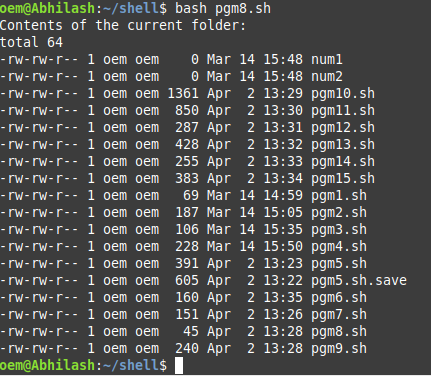 oem@Abhilash:~/shell$ bash pgm8.sh
Contents of the current folder:
total 64
-rw-rw-r-- 1 oem oem    0 Mar 14 15:48 num1
-rw-rw-r-- 1 oem oem    0 Mar 14 15:48 num2
-rw-rw-r-- 1 oem oem 1361 Apr  2 13:29 pgm10.sh
-rw-rw-r-- 1 oem oem  850 Apr  2 13:30 pgm11.sh
-rw-rw-r-- 1 oem oem  287 Apr  2 13:31 pgm12.sh
-rw-rw-r-- 1 oem oem  428 Apr  2 13:32 pgm13.sh
-rw-rw-r-- 1 oem oem  255 Apr  2 13:33 pgm14.sh
-rw-rw-r-- 1 oem oem  383 Apr  2 13:34 pgm15.sh
-rw-rw-r-- 1 oem oem   69 Mar 14 14:59 pgm1.sh
-rw-rw-r-- 1 oem oem  187 Mar 14 15:05 pgm2.sh
-rw-rw-r-- 1 oem oem  106 Mar 14 15:35 pgm3.sh
-rw-rw-r-- 1 oem oem  228 Mar 14 15:50 pgm4.sh
-rw-rw-r-- 1 oem oem  391 Apr  2 13:23 pgm5.sh
-rw-rw-r-- 1 oem oem  605 Apr  2 13:22 pgm5.sh.save
-rw-rw-r-- 1 oem oem  160 Apr  2 13:35 pgm6.sh
-rw-rw-r-- 1 oem oem  151 Apr  2 13:26 pgm7.sh
-rw-rw-r-- 1 oem oem   45 Apr  2 13:28 pgm8.sh
-rw-rw-r-- 1 oem oem  240 Apr  2 13:28 pgm9.sh
oem@Abhilash:~/shell$